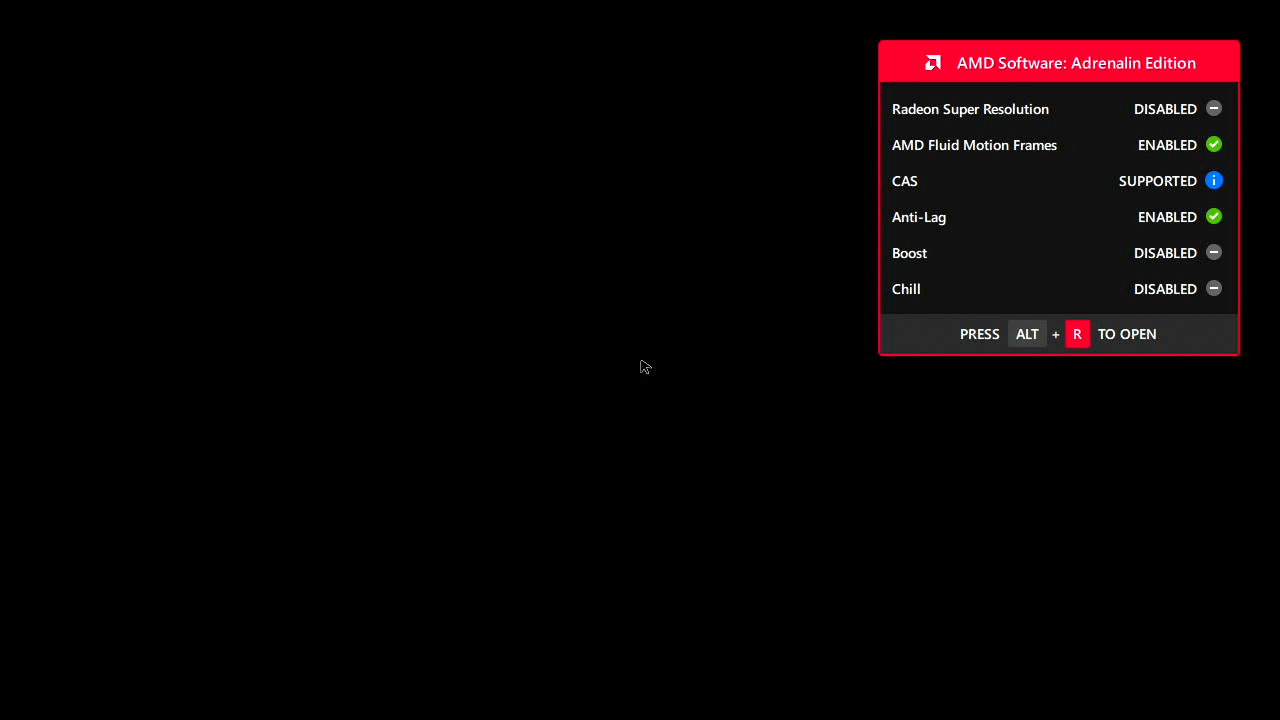 AMD Software: Adrenalin Edition
Radeon Super Resolution DISABLED
AMD Fluid Motion Frames ENABLED
CAS SUPPORTED
Anti-Lag ENABLED
Boost DISABLED
Chill DISABLED
PRESS ALT + R TO OPEN